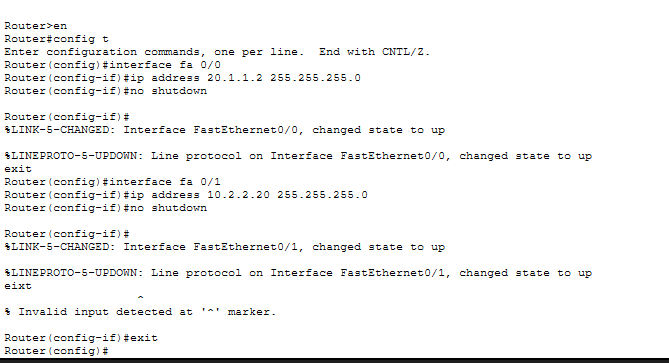 Router>en
Router#config t
Enter configuration commands, one per line.  End with CNTL/Z.
Router(config)#interface fa 0/0
Router(config-if)#ip address 20.1.1.2 255.255.255.0
Router(config-if)#no shutdown
Router(config-if)#
%LINK-5-CHANGED: Interface FastEthernet0/0, changed state to up
%LINEPROTO-5-UPDOWN: Line protocol on Interface FastEthernet0/0, changed state to up
exit
Router(config)#interface fa 0/1
Router(config-if)#ip address 10.2.2.20 255.255.255.0
Router(config-if)#no shutdown
Router(config-if)#
%LINK-5-CHANGED: Interface FastEthernet0/1, changed state to up
%LINEPROTO-5-UPDOWN: Line protocol on Interface FastEthernet0/1, changed state to up
eixt
^
% Invalid input detected at '^' marker.
Router(config-if)#exit
Router(config)#